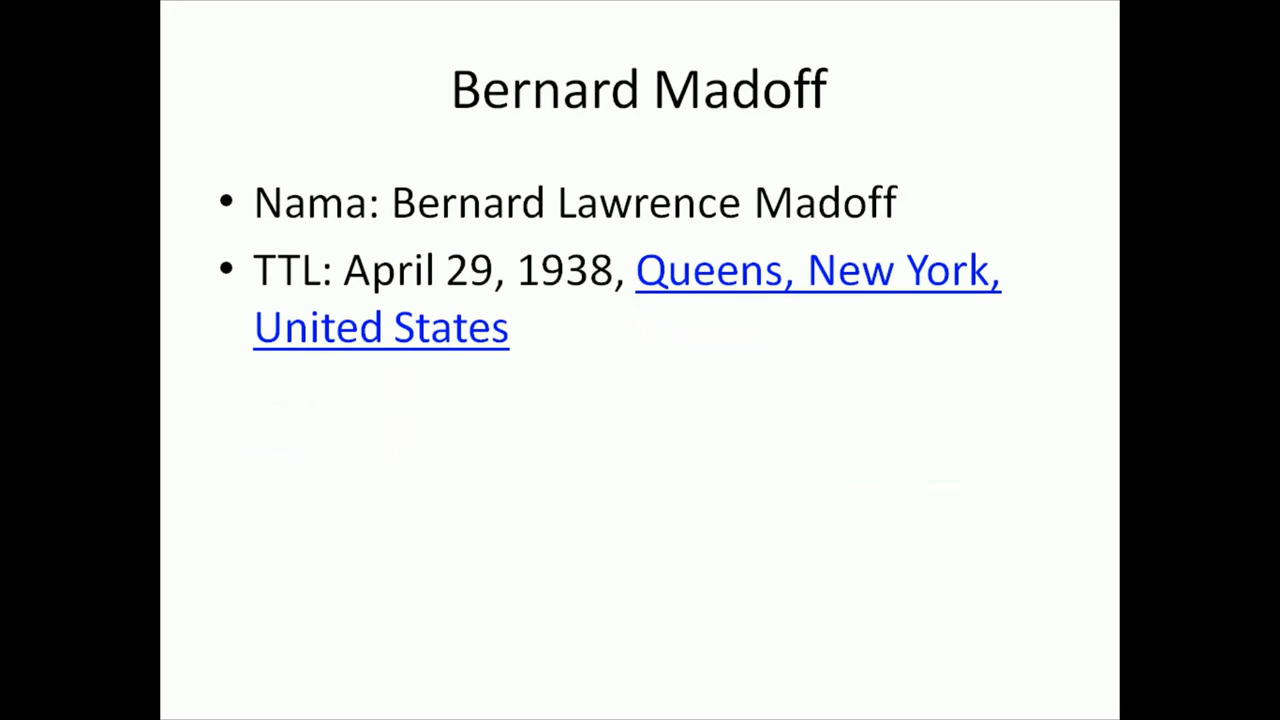 Bernard Madoff
• Nama: Bernard Lawrence Madoff
• TTL: April 29, 1938, Queens, New York,
United States